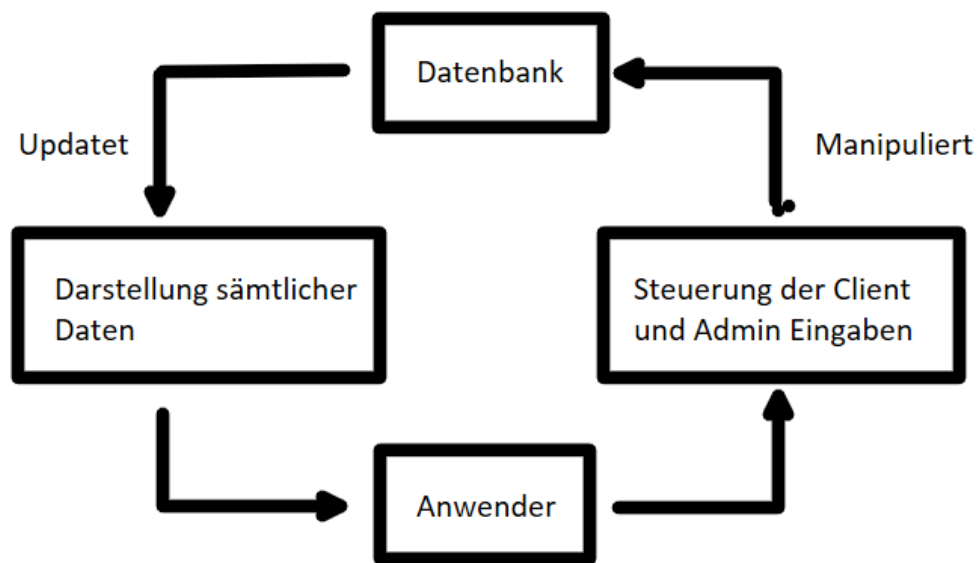 Datenbank
Updatet
Manipuliert
Darstellung sämtlicher
Daten
Steuerung der Client
und Admin Eingaben
Anwender